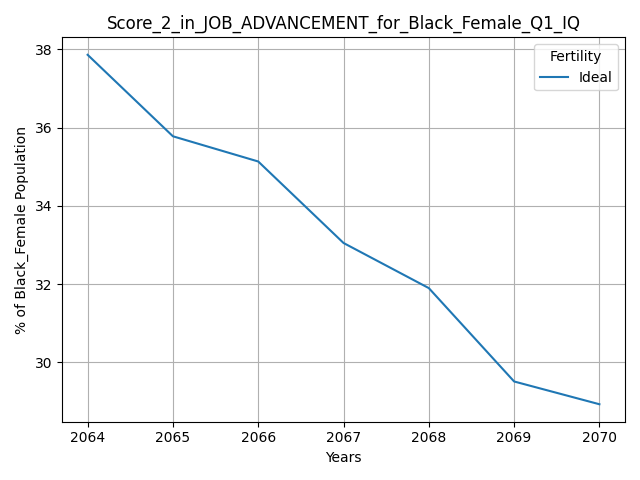 Score_2_in_JOB_ADVANCEMENT_for_Black_Female_Q1_IQ
Fertility
Ideal
% of Black_Female Population
38
36
34
32
30
2064 2065 2066 2067 2068 2069 2070
Years